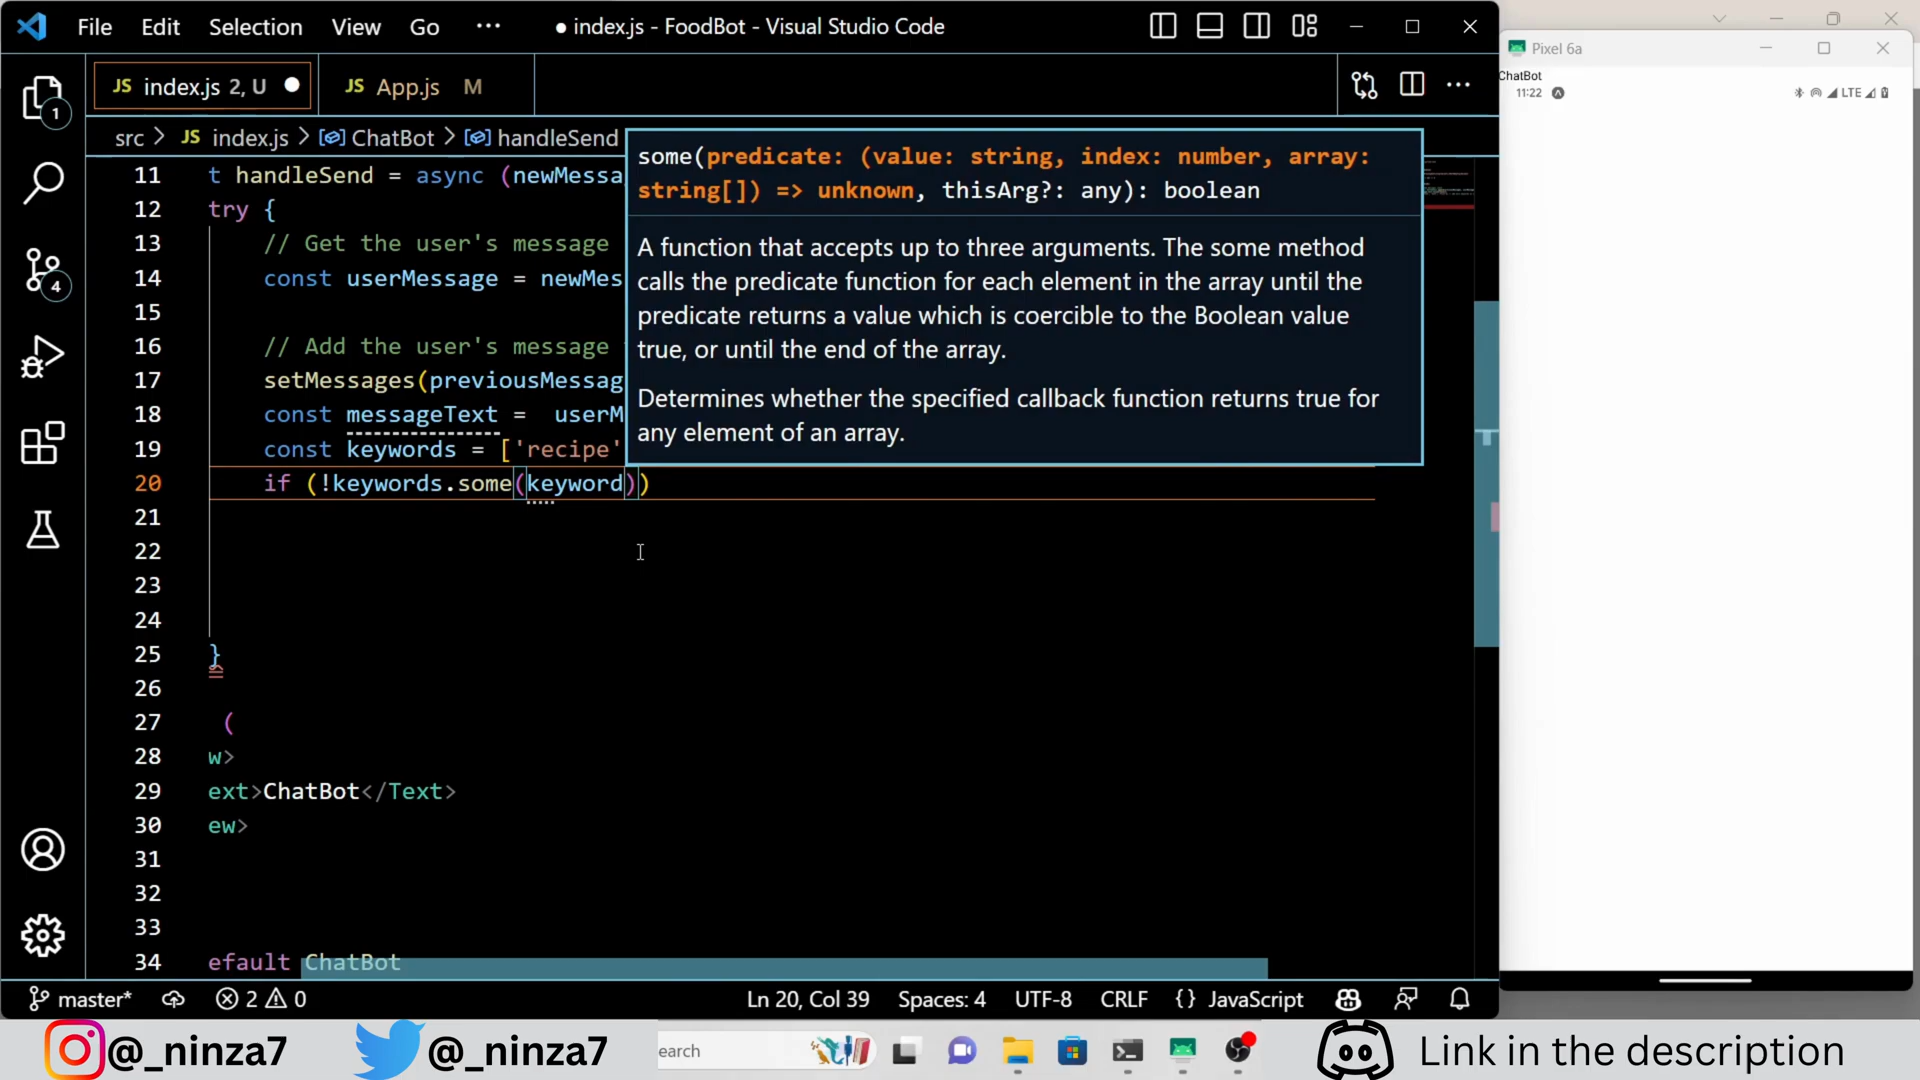 File Edit Selection View Go ··· ● index.js - FoodBot - Visual Studio Code
JS index.js 2, U ● JS App.js M
src > JS index.js > ChatBot > handleSend
1
4
11 t handleSend = async (newMessa
12 try {
13 // Get the user's message
14 const userMessage = newMes
15
16 // Add the user's message
17 setMessages(previousMessag
18 const messageText = userM
19 const keywords = ['recipe'
20 if (!keywords.some(keyword))
21
22
23
24
25 }
26
27 (
28 w>
29 ext>ChatBot</Text>
30 ew>
31
32
33
34 efault ChatBot
some(predicate: (value: string, index: number, array:
string[]) => unknown, thisArg?: any): boolean
A function that accepts up to three arguments. The some method
calls the predicate function for each element in the array until the
predicate returns a value which is coercible to the Boolean value
true, or until the end of the array.
Determines whether the specified callback function returns true for
any element of an array.
master* 2 0 Ln 20, Col 39 Spaces: 4 UTF-8 CRLF {} JavaScript
Pixel 6a
ChatBot
11:22 LTE
@_ninza7 @_ninza7 earch Link in the description